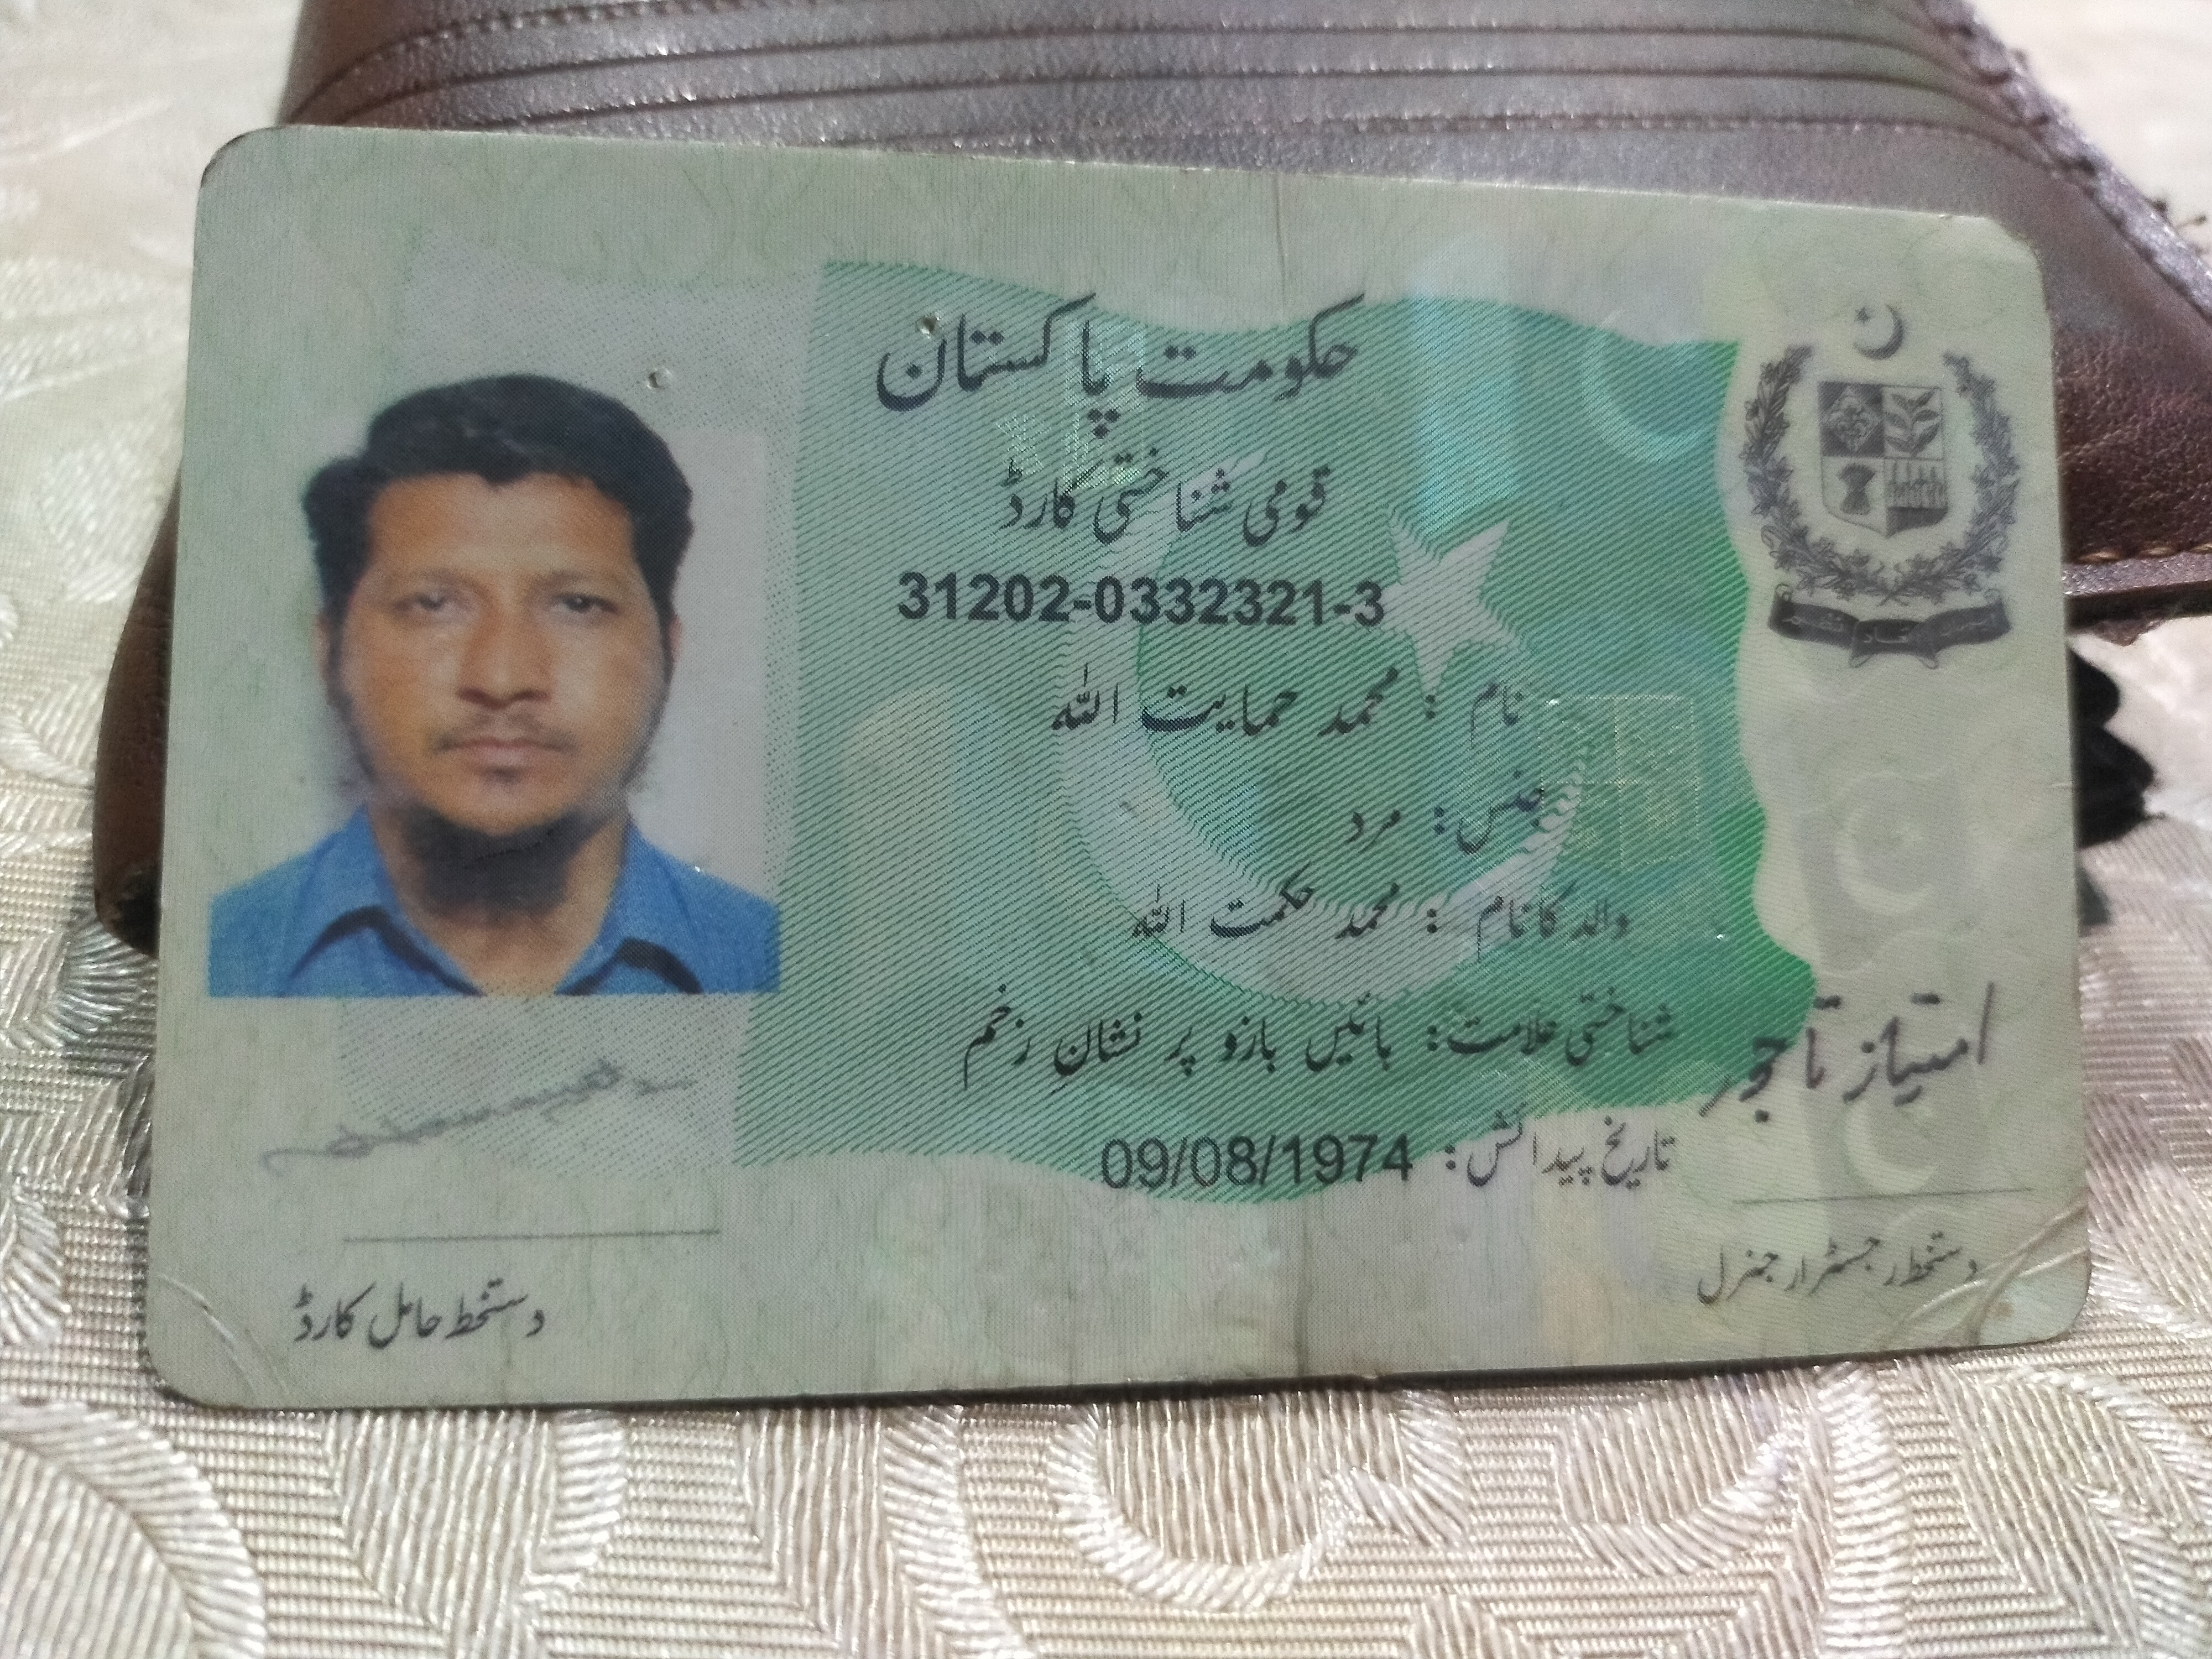 حکومت پاکستان
قومی شناختی کارڈ
31202-0332321-3
نام : محمد حمایت اللہ
جنس: مرد
والد کا نام : محمد حکمت اللہ
شناختی علامت: بائیں بازو پر نشان زخم
تاریخ پیدائش: 09/08/1974
امتیاز تاجور
دستخط رجسٹرار جنرل
دستخط حامل کارڈ